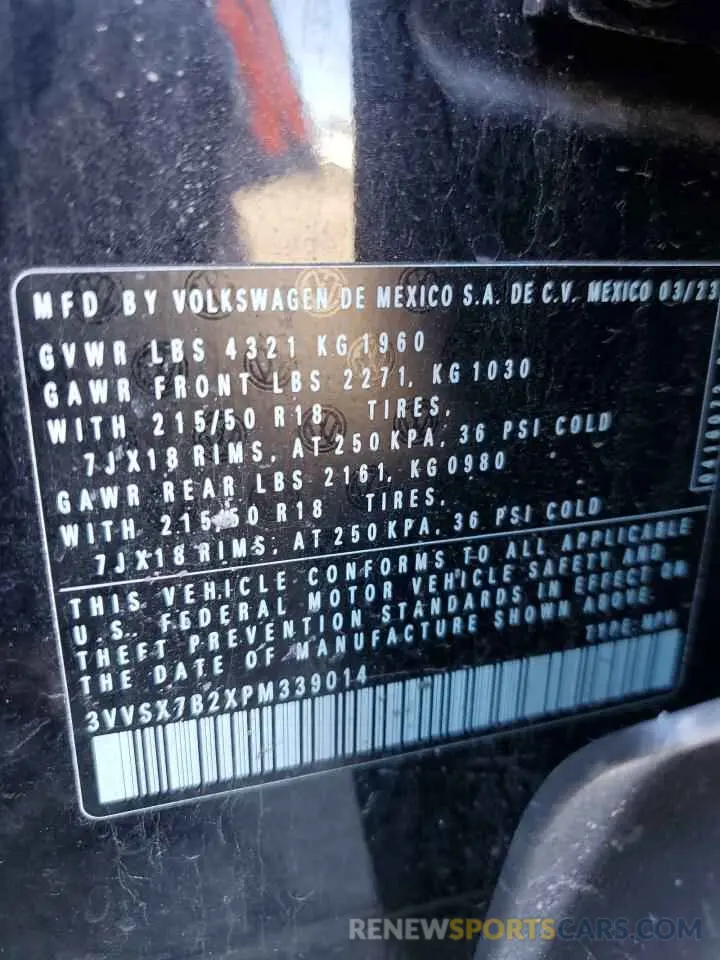 MFD BY VOLKSWAGEN DE MEXICO S.A. DE C.V. MEXICO 03/23
GVWR LBS 4321 KG 1960
GAWR FRONT LBS 2271, KG1030
WITH 215/50 R18 TIRES,
7JX18 RIMS, AT 250 KPA, 36 PSI COLD
GAWR REAR LBS 2161, KG0980
WITH 215/50 R18 TIRES,
7JX18 RIMS, AT 250 KPA, 36 PSI COLD
THIS VEHICLE CONFORMS TO ALL APPLICABLE
U.S. FEDERAL MOTOR VEHICLE SAFETY AND
THEFT PREVENTION STANDARDS IN EFFECT ON
THE DATE OF MANUFACTURE SHOWN ABOVE.
TYPE: MPV
3VVSX7B2XPM339014
RENEWSPORTSCARS.COM